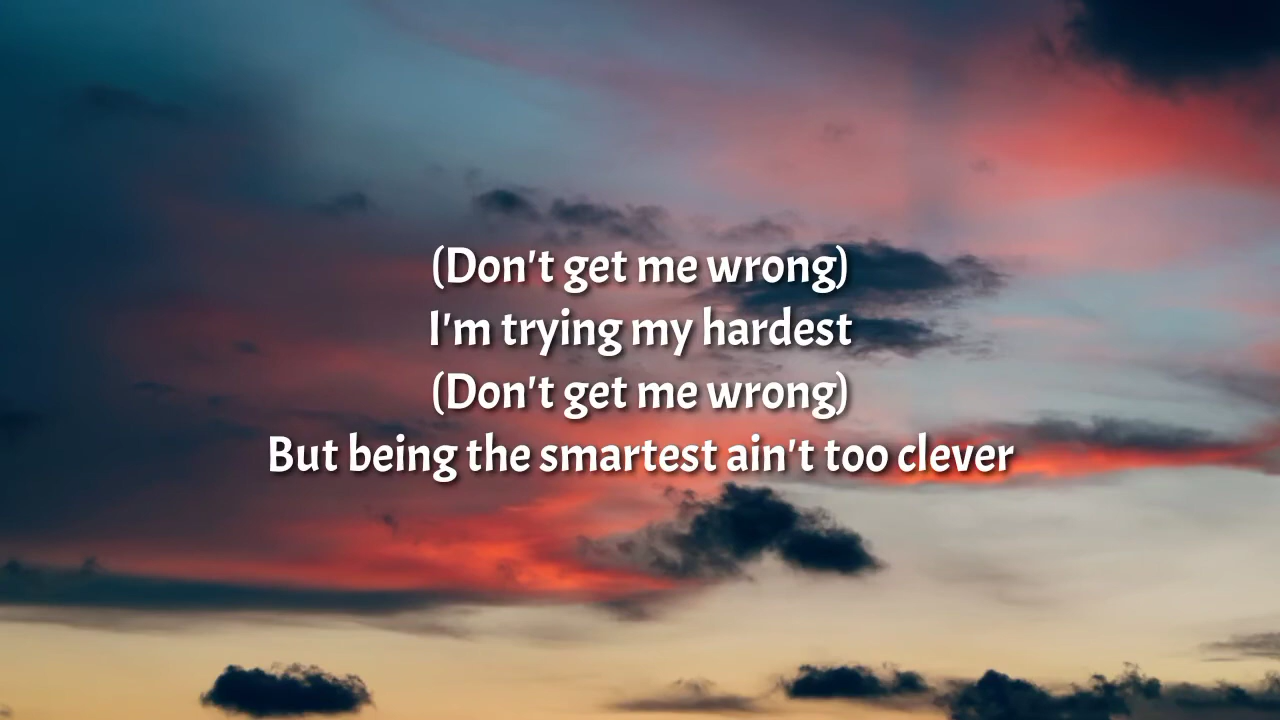 (Don't get me wrong)
I'm trying my hardest
(Don't get me wrong)
But being the smartest ain't too clever